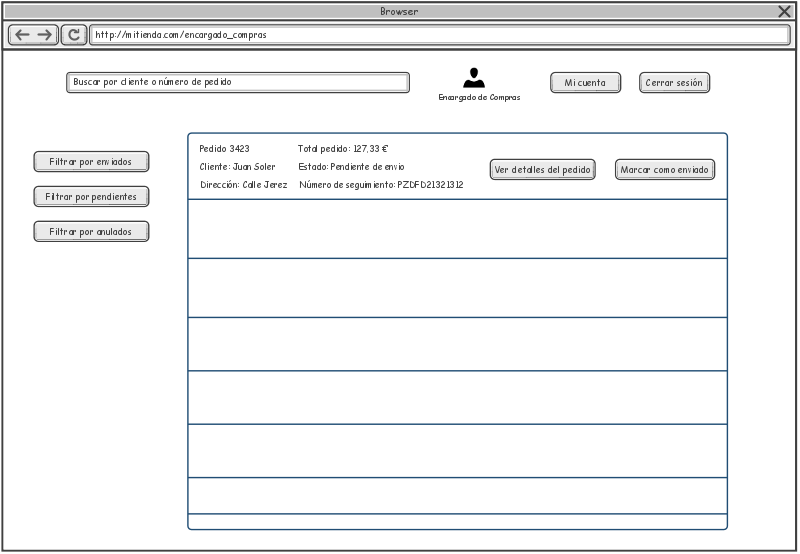 Browser
http://mitienda.com/encargado_compras
Buscar por cliente o número de pedido
Encargado de Compras
Mi cuenta
Cerrar sesión
Filtrar por enviados
Filtrar por pendientes
Filtrar por anulados
Pedido 3423
Total pedido: 127,33 €
Cliente: Juan Soler
Estado: Pendiente de envio
Dirección: Calle Jerez
Número de seguimiento: PZDFD21321312
Ver detalles del pedido
Marcar como enviado